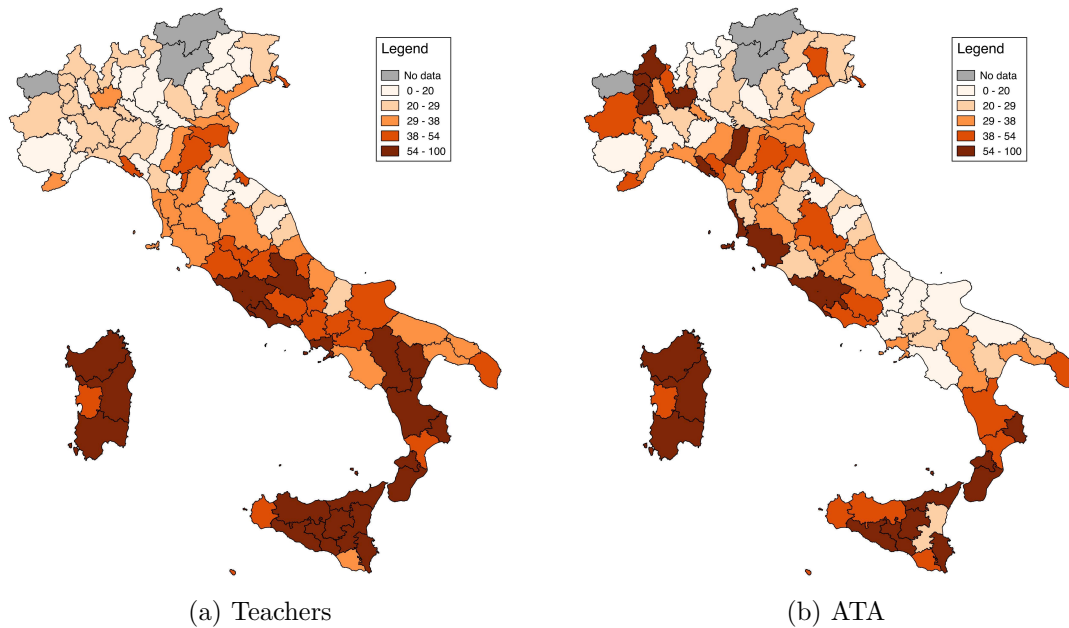 Legend
No data
0 - 20
20 - 29
29 - 38
38 - 54
54 - 100
(a) Teachers
Legend
No data
0 - 20
20 - 29
29 - 38
38 - 54
54 - 100
(b) ATA